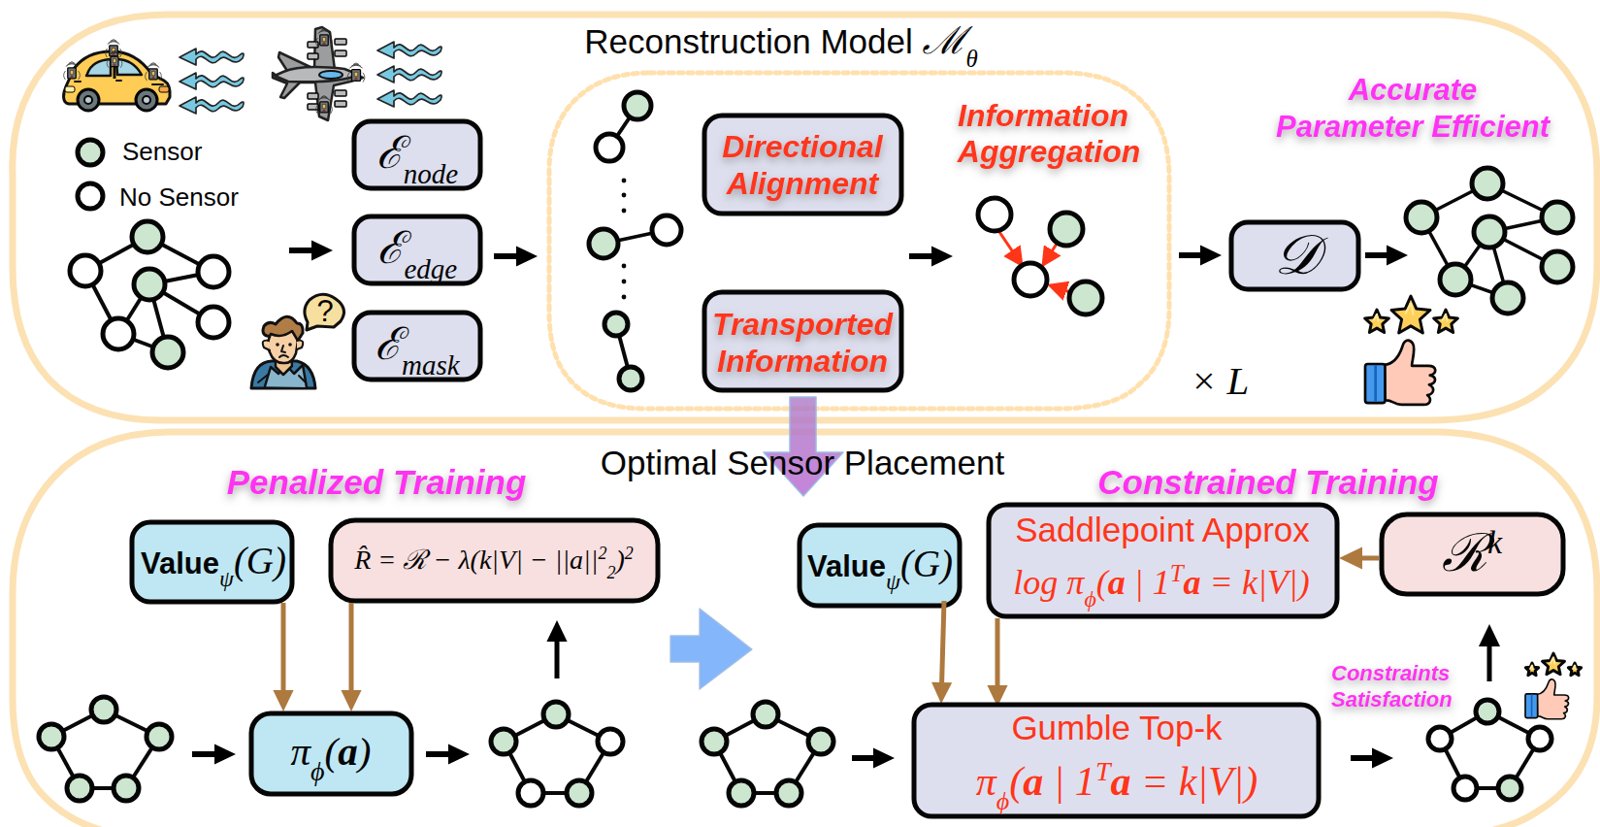 Reconstruction Model ℳθ
Sensor
No Sensor
ℰnode
ℰedge
ℰmask
?
Directional
Alignment
Transported
Information
Information
Aggregation
𝒟
Accurate
Parameter Efficient
× L
Optimal Sensor Placement
Penalized Training
Valueψ(G)
R̂ = ℛ − λ(k|V| − ||a||²₂)²
πϕ(a)
Constrained Training
Valueψ(G)
Saddlepoint Approx
log πϕ(a | 1ᵀa = k|V|)
ℛᵏ
Gumble Top-k
πϕ(a | 1ᵀa = k|V|)
Constraints
Satisfaction